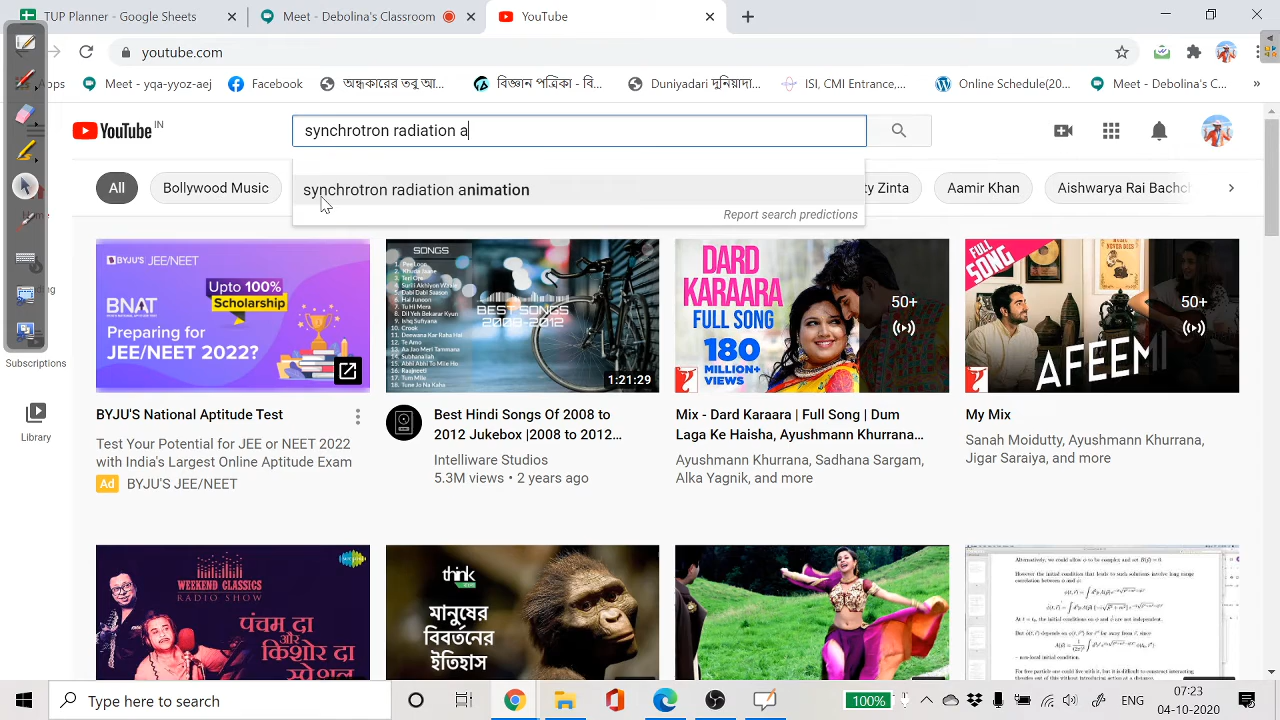 TUP - Google Sheets
Meet - Debolina's Classroom
YouTube
youtube.com
Apps
Meet - yqa-yyoz-aej
Facebook
অন্ধকারের তবু আ...
বিজ্ঞান পত্রিকা - বি...
Duniyadari দুনিয়াদা...
ISI, CMI Entrance,...
Online Schedule(20...
Meet - Debolina's C...
YouTube IN
synchrotron radiation a
synchrotron radiation animation
Report search predictions
All
Bollywood Music
ty Zinta
Aamir Khan
Aishwarya Rai Bachch
Subscriptions
Library
BYJU'S JEE/NEET
BNAT
Upto 100%
Scholarship
Preparing for
JEE/NEET 2022?
SONGS
BEST SONGS
2008-2012
1:21:29
DARD
KARAARA
FULL SONG
180
MILLION+
VIEWS
50+
FULL
SONG
AFEEM
50+
BYJU'S National Aptitude Test
Test Your Potential for JEE or NEET 2022
with India's Largest Online Aptitude Exam
Ad BYJU'S JEE/NEET
Best Hindi Songs Of 2008 to
2012 Jukebox |2008 to 2012...
Intelliware Studios
5.3M views • 2 years ago
Mix - Dard Karaara | Full Song | Dum
Laga Ke Haisha, Ayushmann Khurrana...
Ayushmann Khurrana, Sadhana Sargam,
Alka Yagnik, and more
My Mix
Sanah Moidutty, Ayushmann Khurrana,
Jigar Saraiya, and more
WEEKEND CLASSICS
RADIO SHOW
पंचम दा
और
किशोर दा
think
মানুষের
বিবর্তনের
ইতিহাস
Type here to search
100%
ENG
07:23
04-10-2020